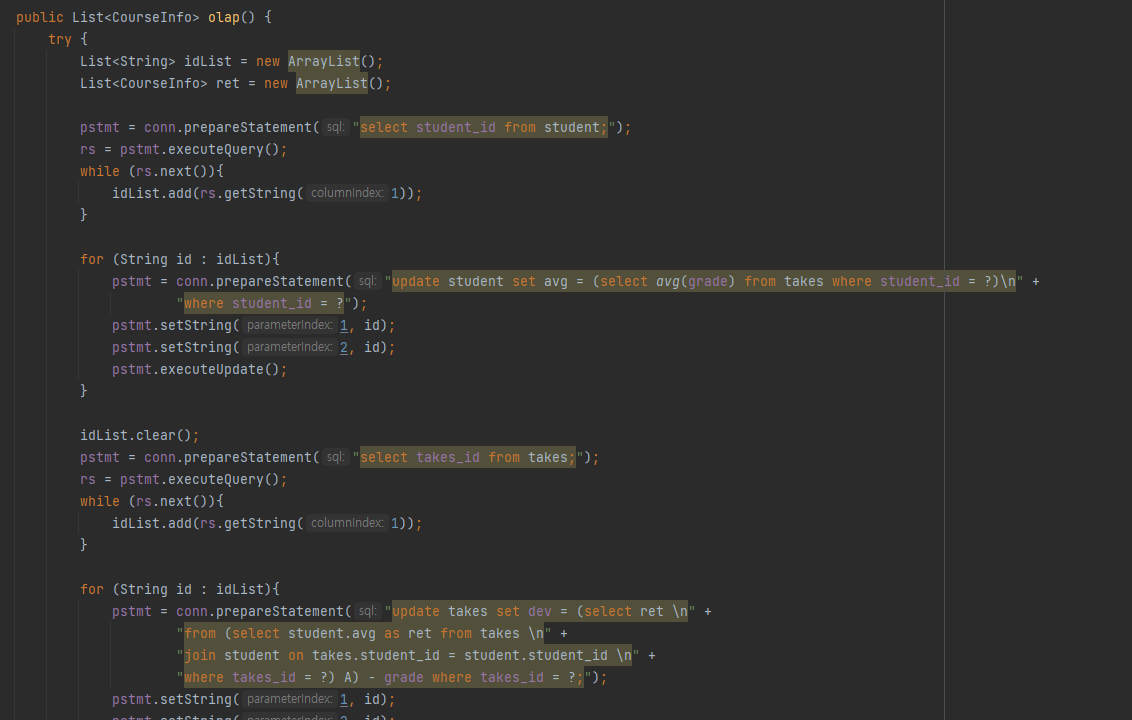 public List<CourseInfo> olap() {
try {
List<String> idList = new ArrayList();
List<CourseInfo> ret = new ArrayList();
pstmt = conn.prepareStatement( sql: "select student_id from student;");
rs = pstmt.executeQuery();
while (rs.next()){
idList.add(rs.getString( columnIndex: 1));
}
for (String id : idList){
pstmt = conn.prepareStatement( sql: "update student set avg = (select avg(grade) from takes where student_id = ?)\n" +
"where student_id = ?");
pstmt.setString( parameterIndex: 1, id);
pstmt.setString( parameterIndex: 2, id);
pstmt.executeUpdate();
}
idList.clear();
pstmt = conn.prepareStatement( sql: "select takes_id from takes;");
rs = pstmt.executeQuery();
while (rs.next()){
idList.add(rs.getString( columnIndex: 1));
}
for (String id : idList){
pstmt = conn.prepareStatement( sql: "update takes set dev = (select ret \n" +
"from (select student.avg as ret from takes \n" +
"join student on takes.student_id = student.student_id \n" +
"where takes_id = ?) A) - grade where takes_id = ?;");
pstmt.setString( parameterIndex: 1, id);
pstmt.setString( parameterIndex: 2, id);